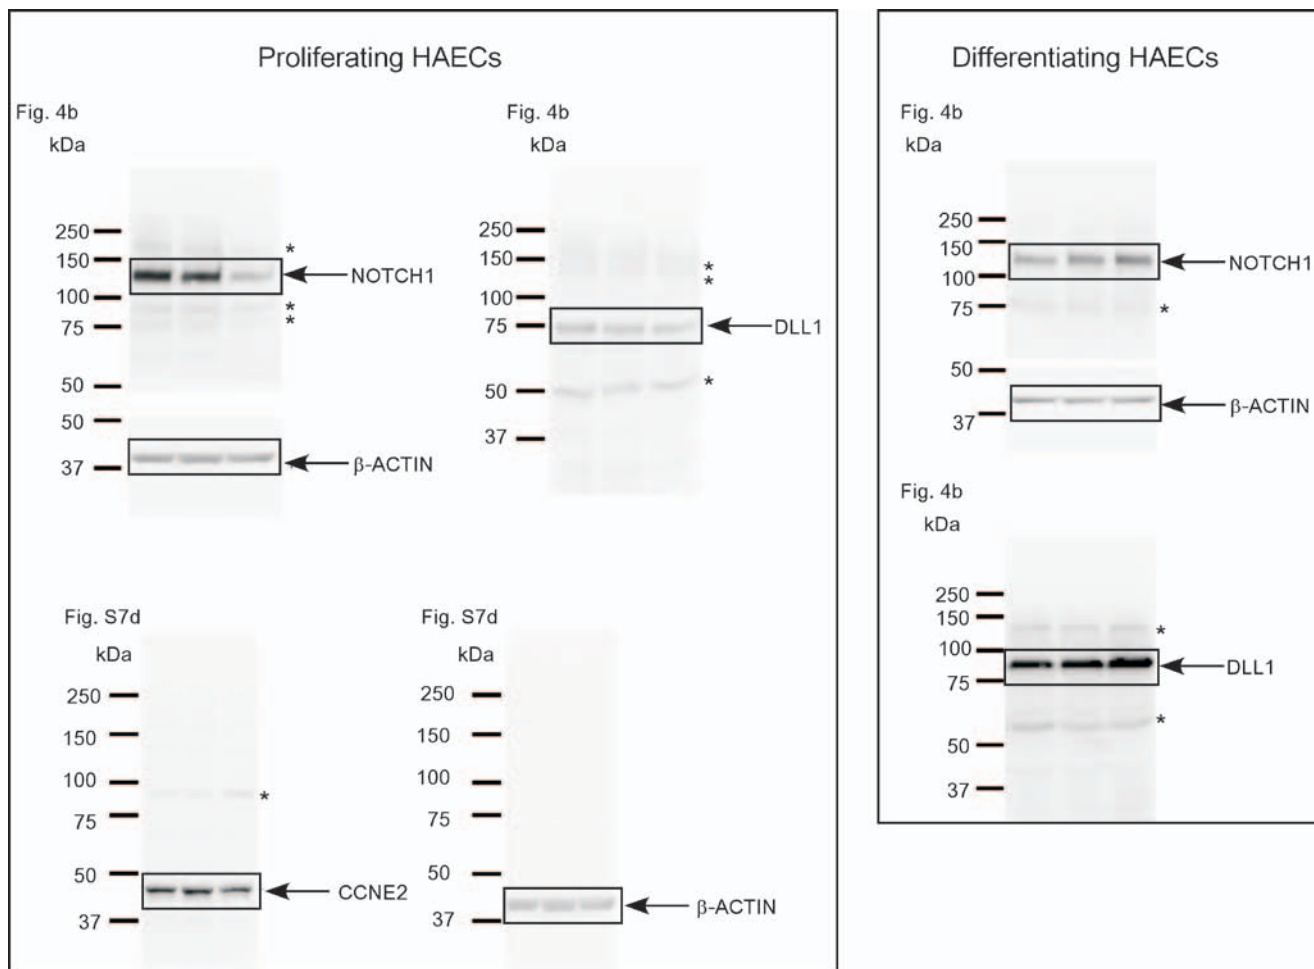 Proliferating HAECs
Fig. 4b
kDa
250
150
100
75
50
50
37
*
*
*
NOTCH1
β-ACTIN
Fig. 4b
kDa
250
150
100
75
50
37
*
*
*
DLL1
Fig. S7d
kDa
250
150
100
75
50
37
*
CCNE2
Fig. S7d
kDa
250
150
100
75
50
37
β-ACTIN
Differentiating HAECs
Fig. 4b
kDa
250
150
100
75
50
37
*
NOTCH1
β-ACTIN
Fig. 4b
kDa
250
150
100
75
50
37
*
*
DLL1